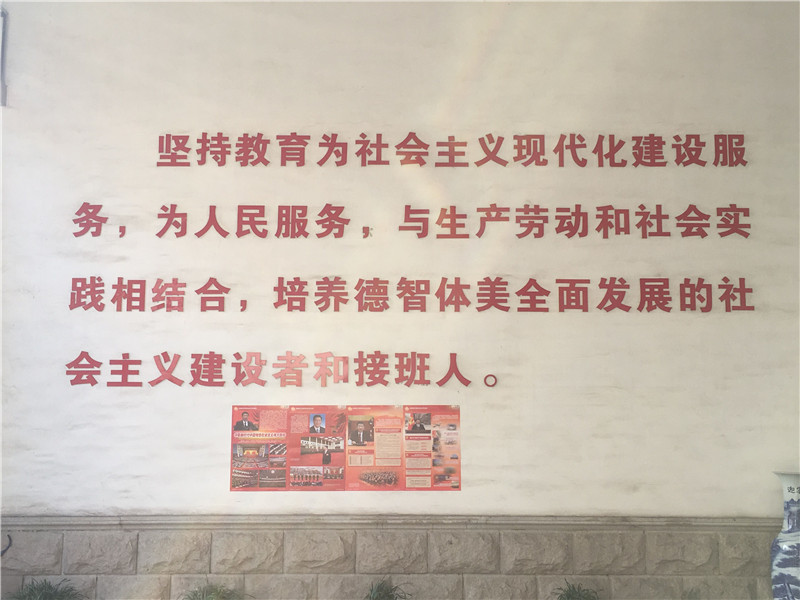 坚持教育为社会主义现代化建设服
务，为人民服务，与生产劳动和社会实
践相结合，培养德智体美全面发展的社
会主义建设者和接班人。